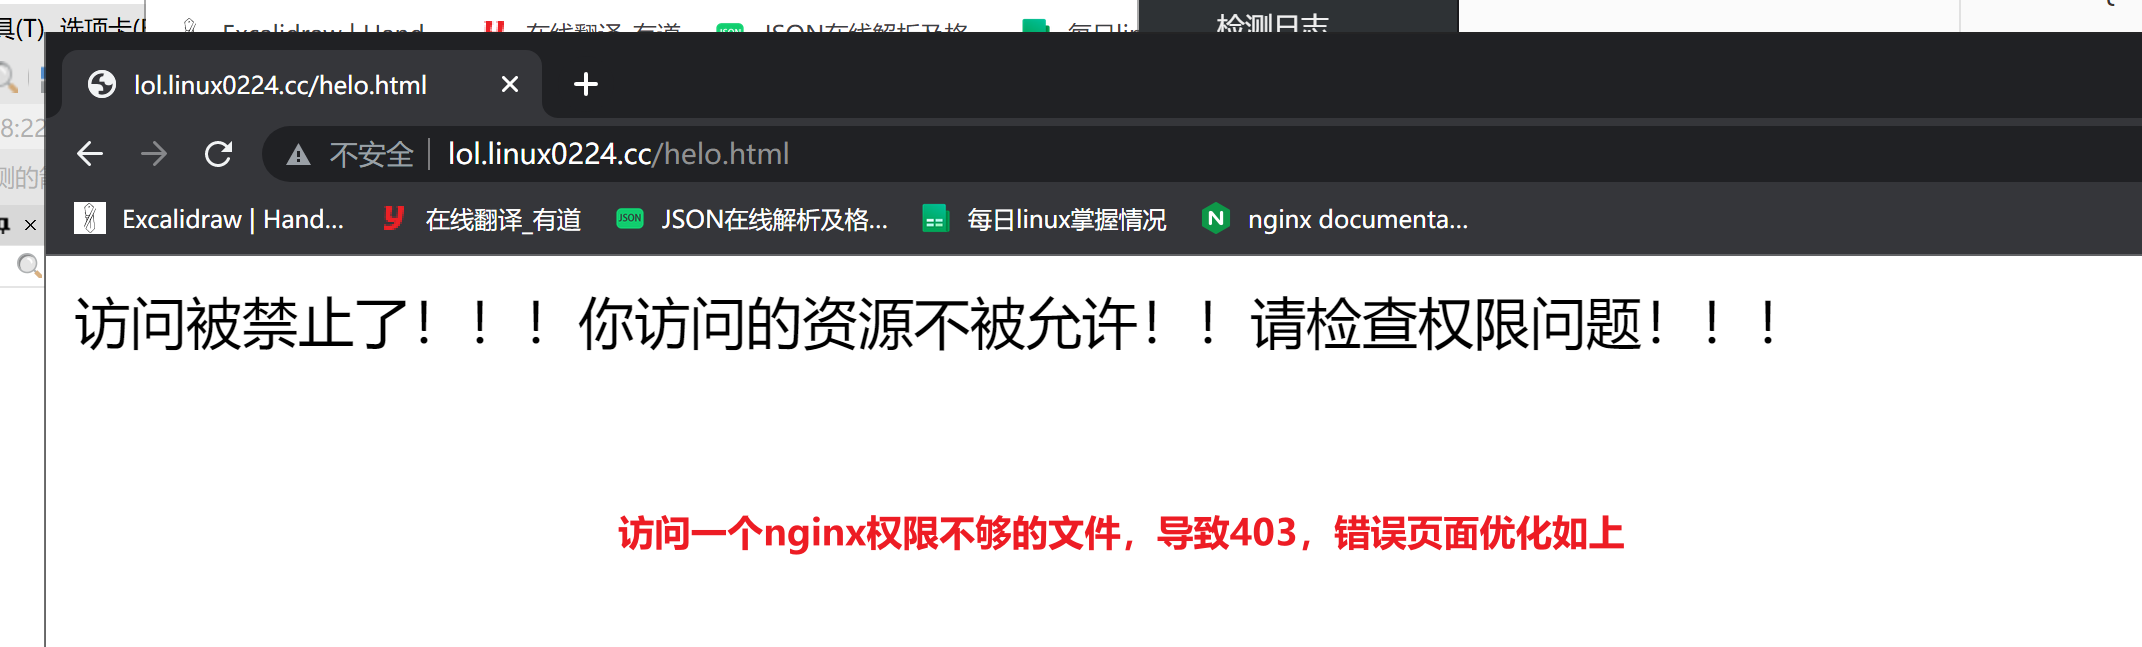 具(T) 选项卡(
Excalidraw | Hand
在线翻译_有道
JSON在线解析及格
每日lin
检测日志
lol.linux0224.cc/helo.html
8:22
不安全 | lol.linux0224.cc/helo.html
测的
Excalidraw | Hand...
在线翻译_有道
JSON在线解析及格...
每日linux掌握情况
nginx documenta...
访问被禁止了！！！你访问的资源不被允许！！请检查权限问题！！！
访问一个nginx权限不够的文件，导致403，错误页面优化如上